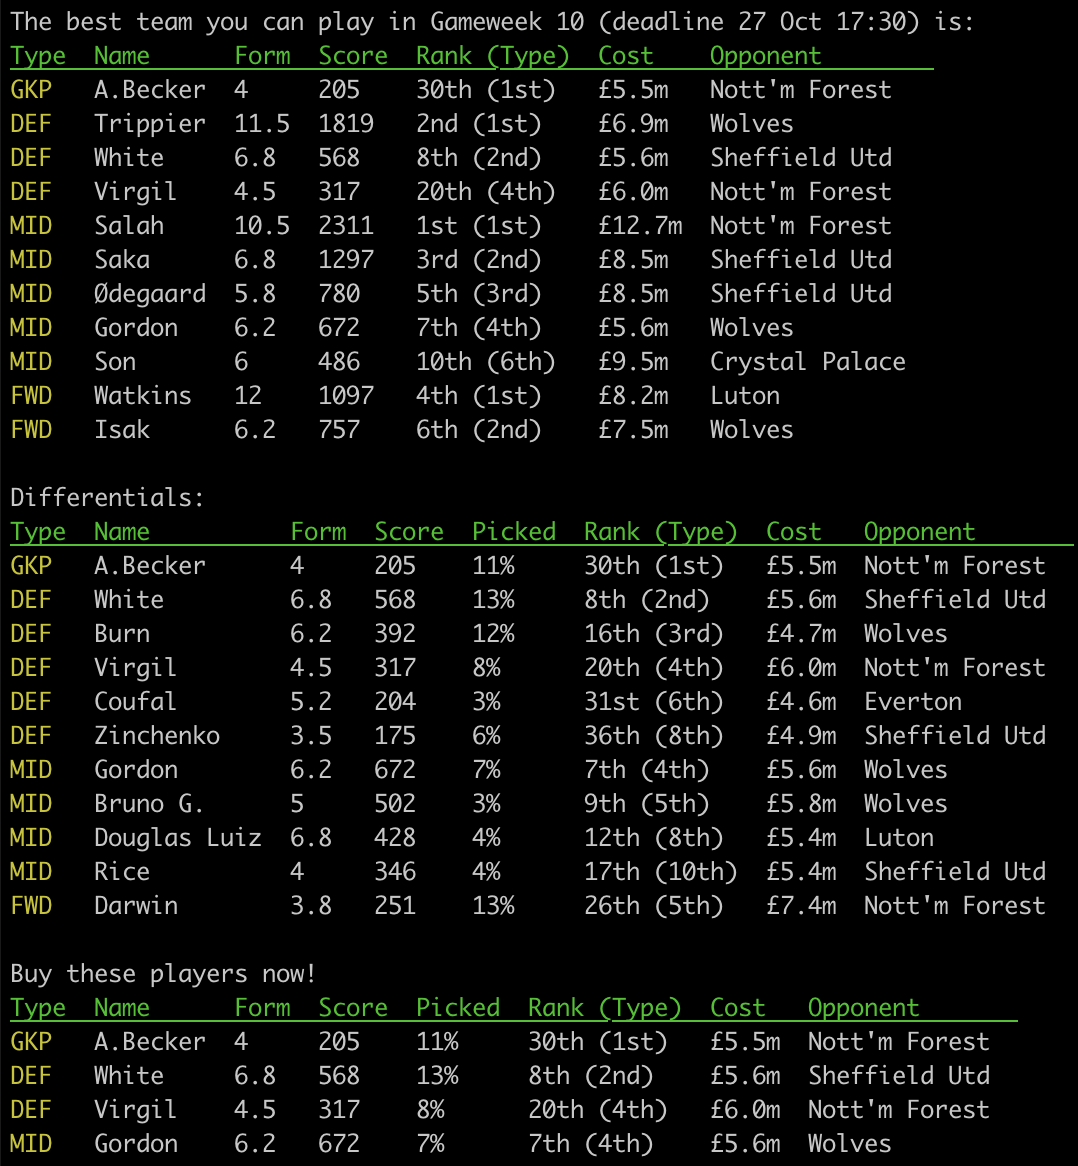 The best team you can play in Gameweek 10 (deadline 27 Oct 17:30) is:
Type Name Form Score Rank (Type) Cost Opponent
GKP A.Becker 4 205 30th (1st) £5.5m Nott'm Forest
DEF Trippier 11.5 1819 2nd (1st) £6.9m Wolves
DEF White 6.8 568 8th (2nd) £5.6m Sheffield Utd
DEF Virgil 4.5 317 20th (4th) £6.0m Nott'm Forest
MID Salah 10.5 2311 1st (1st) £12.7m Nott'm Forest
MID Saka 6.8 1297 3rd (2nd) £8.5m Sheffield Utd
MID Ødegaard 5.8 780 5th (3rd) £8.5m Sheffield Utd
MID Gordon 6.2 672 7th (4th) £5.6m Wolves
MID Son 6 486 10th (6th) £9.5m Crystal Palace
FWD Watkins 12 1097 4th (1st) £8.2m Luton
FWD Isak 6.2 757 6th (2nd) £7.5m Wolves
Differentials:
Type Name Form Score Picked Rank (Type) Cost Opponent
GKP A.Becker 4 205 11% 30th (1st) £5.5m Nott'm Forest
DEF White 6.8 568 13% 8th (2nd) £5.6m Sheffield Utd
DEF Burn 6.2 392 12% 16th (3rd) £4.7m Wolves
DEF Virgil 4.5 317 8% 20th (4th) £6.0m Nott'm Forest
DEF Coufal 5.2 204 3% 31st (6th) £4.6m Everton
DEF Zinchenko 3.5 175 6% 36th (8th) £4.9m Sheffield Utd
MID Gordon 6.2 672 7% 7th (4th) £5.6m Wolves
MID Bruno G. 5 502 3% 9th (5th) £5.8m Wolves
MID Douglas Luiz 6.8 428 4% 12th (8th) £5.4m Luton
MID Rice 4 346 4% 17th (10th) £5.4m Sheffield Utd
FWD Darwin 3.8 251 13% 26th (5th) £7.4m Nott'm Forest
Buy these players now!
Type Name Form Score Picked Rank (Type) Cost Opponent
GKP A.Becker 4 205 11% 30th (1st) £5.5m Nott'm Forest
DEF White 6.8 568 13% 8th (2nd) £5.6m Sheffield Utd
DEF Virgil 4.5 317 8% 20th (4th) £6.0m Nott'm Forest
MID Gordon 6.2 672 7% 7th (4th) £5.6m Wolves